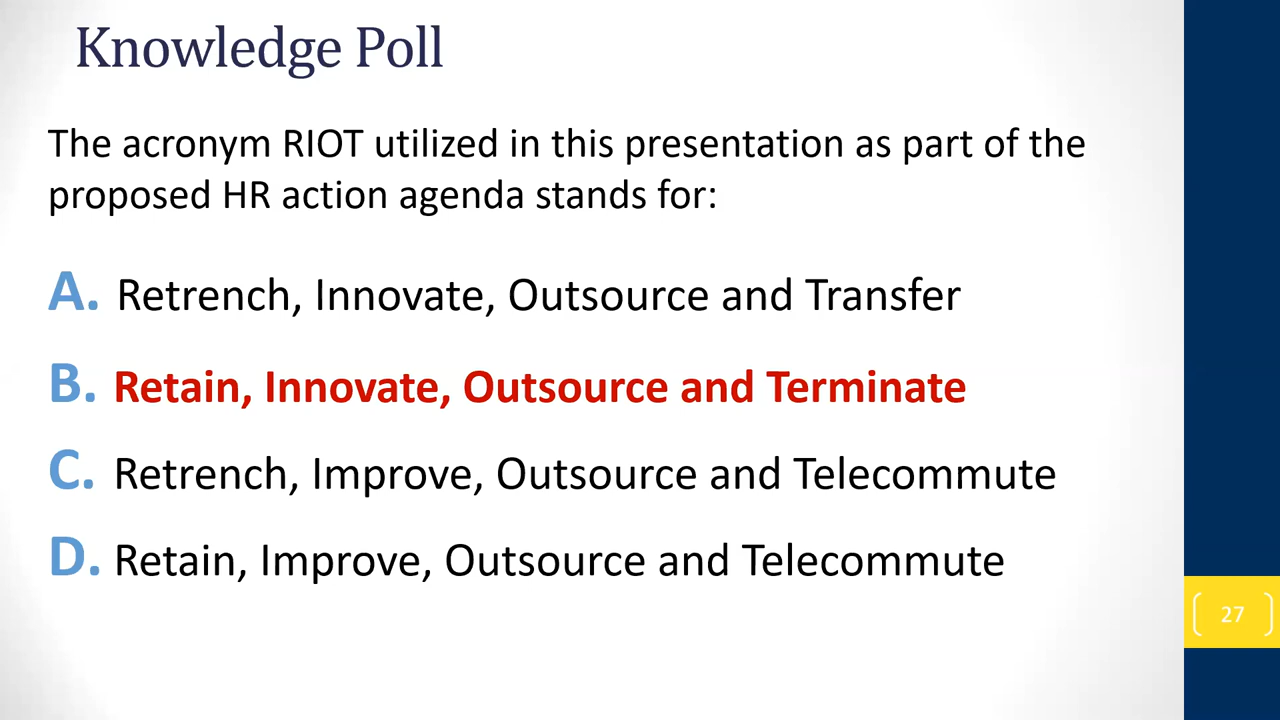 Knowledge Poll
The acronym RIOT utilized in this presentation as part of the
proposed HR action agenda stands for:
A. Retrench, Innovate, Outsource and Transfer
B. Retain, Innovate, Outsource and Terminate
C. Retrench, Improve, Outsource and Telecommute
D. Retain, Improve, Outsource and Telecommute
27